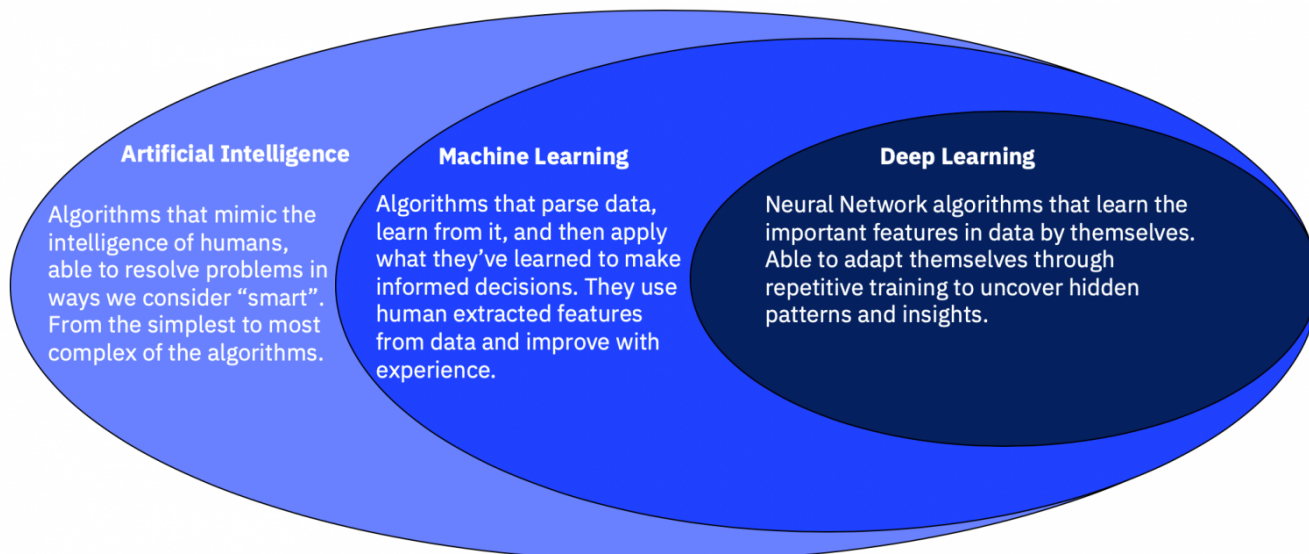 Artificial Intelligence
Algorithms that mimic the
intelligence of humans,
able to resolve problems in
ways we consider “smart”.
From the simplest to most
complex of the algorithms.
Machine Learning
Algorithms that parse data,
learn from it, and then apply
what they’ve learned to make
informed decisions. They use
human extracted features
from data and improve with
experience.
Deep Learning
Neural Network algorithms that learn the
important features in data by themselves.
Able to adapt themselves through
repetitive training to uncover hidden
patterns and insights.